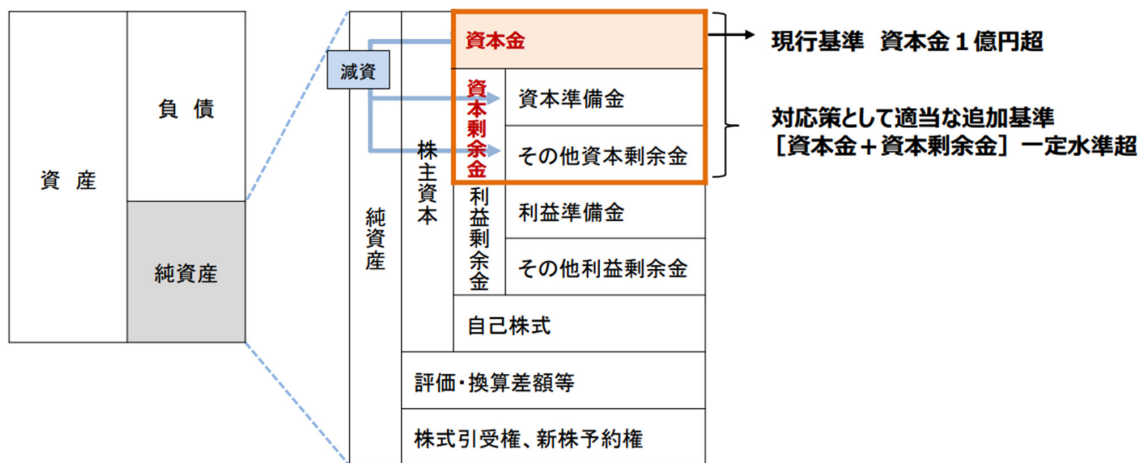 資産
負債
純資産
減資
純資産
株主資本
資本金
資本剰余金
資本準備金
その他資本剰余金
利益剰余金
利益準備金
その他利益剰余金
自己株式
評価・換算差額等
株式引受権、新株予約権
現行基準 資本金1億円超
対応策として適当な追加基準
[資本金+資本剰余金] 一定水準超